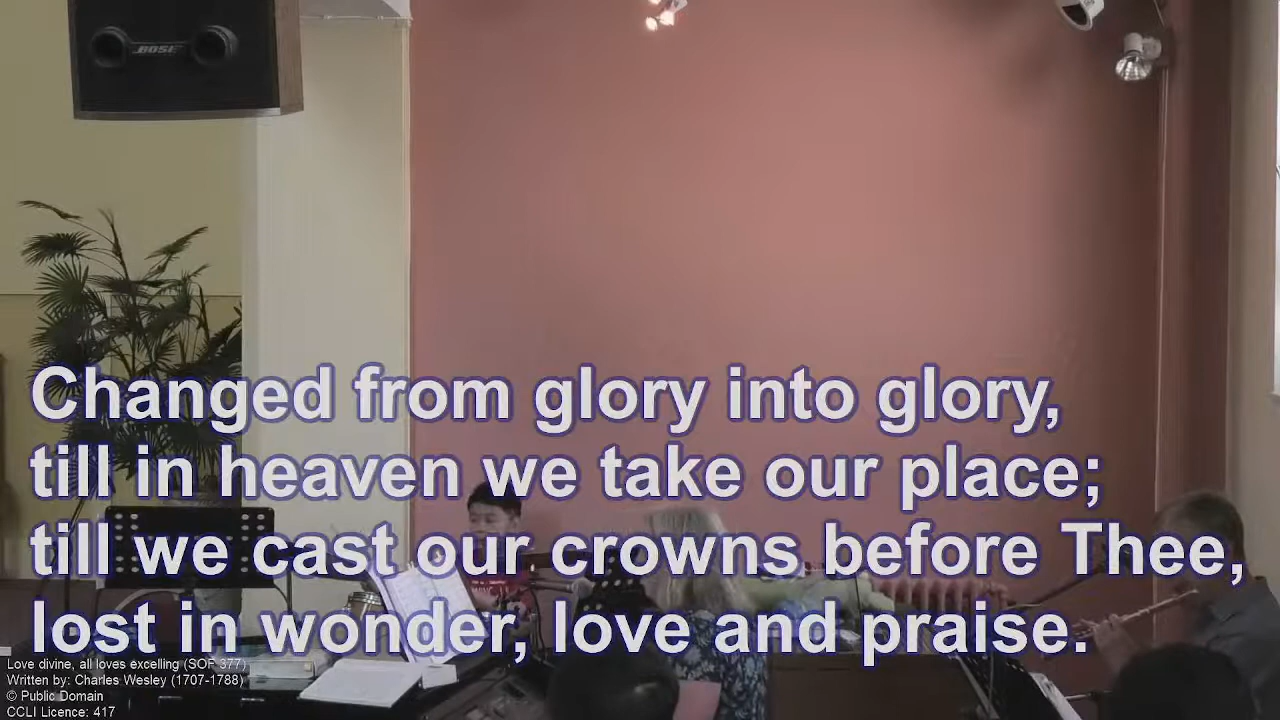 BOSE
Changed from glory into glory,
till in heaven we take our place;
till we cast our crowns before Thee,
lost in wonder, love and praise.
Love divine, all loves excelling (SOF 377)
Written by: Charles Wesley (1707-1788)
© Public Domain
CCLI Licence: 417